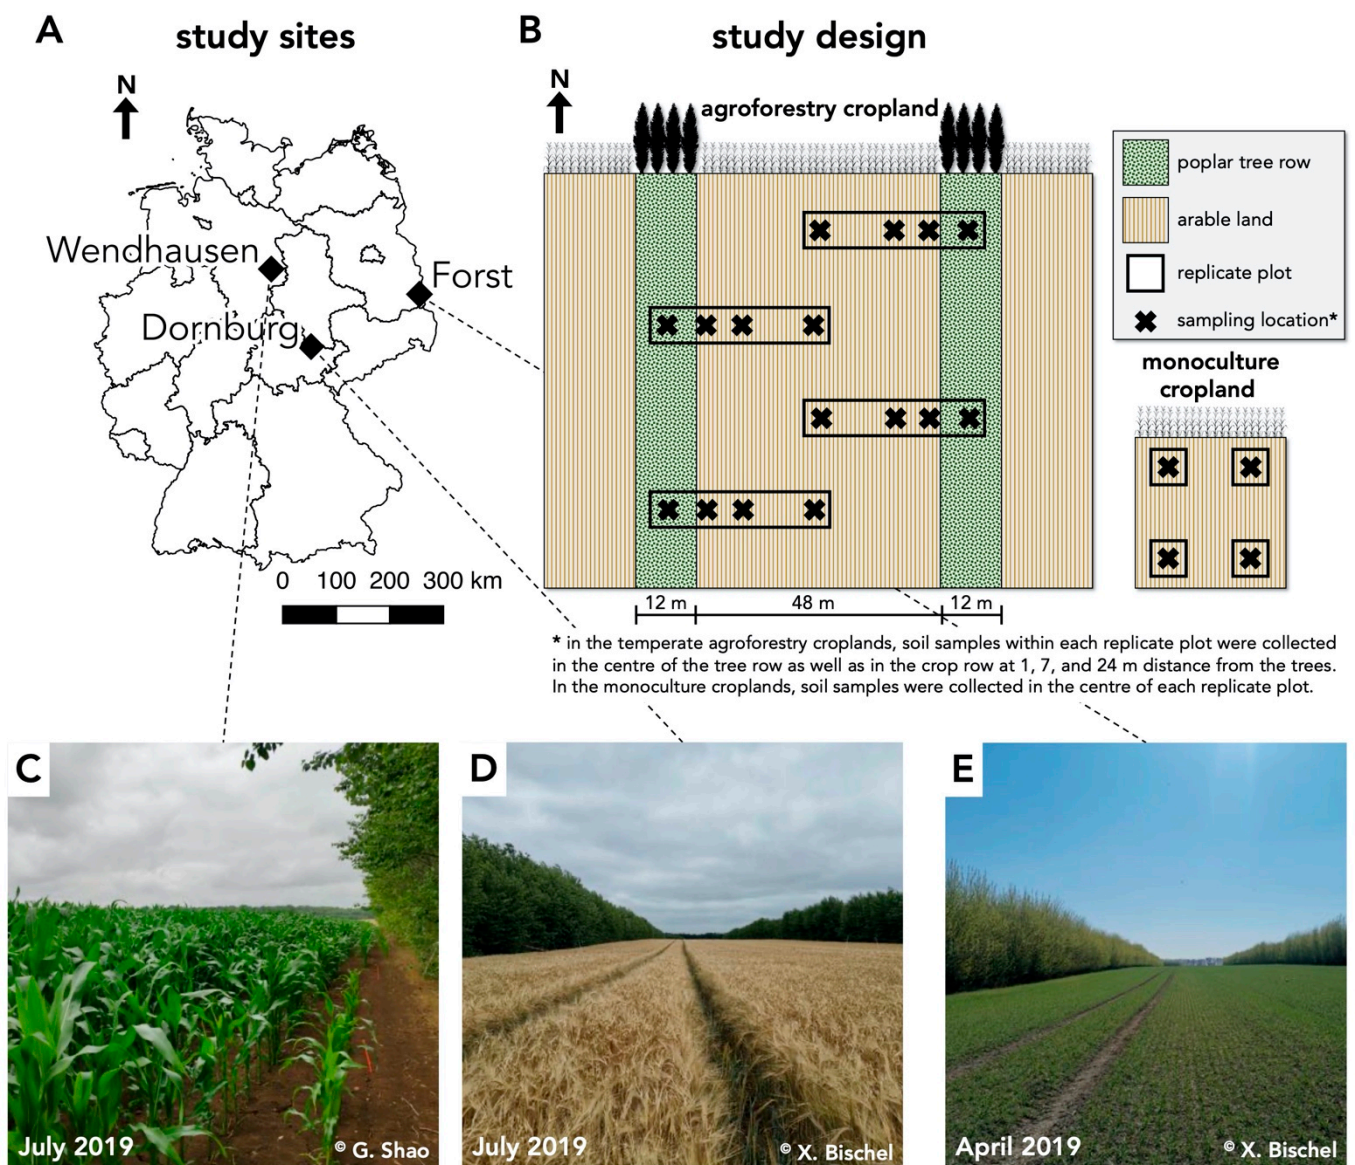 A
study sites
N
Wendhausen
Forst
Dornburg
0 100 200 300 km
B
study design
N
agroforestry cropland
poplar tree row
arable land
replicate plot
sampling location*
monoculture
cropland
12 m
48 m
12 m
* in the temperate agroforestry croplands, soil samples within each replicate plot were collected
in the centre of the tree row as well as in the crop row at 1, 7, and 24 m distance from the trees.
In the monoculture croplands, soil samples were collected in the centre of each replicate plot.
C
July 2019
© G. Shao
D
July 2019
© X. Bischel
E
April 2019
© X. Bischel